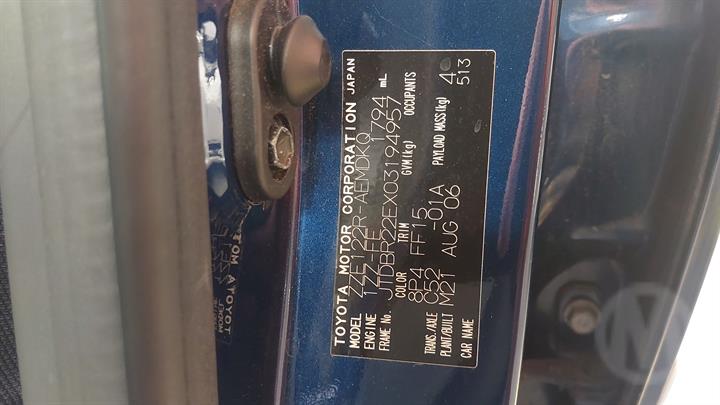 TOYOTA MOTOR CORPORATION JAPAN
MODEL ZZE122R-AEMDKQ
ENGINE 1ZZ-FE 1794 mL
FRAME No. JTDBR22EX03194957
COLOR TRIM GVM(kg) OCCUPANTS
8P4 FF15 4
TRANS/AXLE C52 -01A PAYLOAD MASS(kg) 513
PLANT/BUILT M21 AUG 06
CAR NAME
M